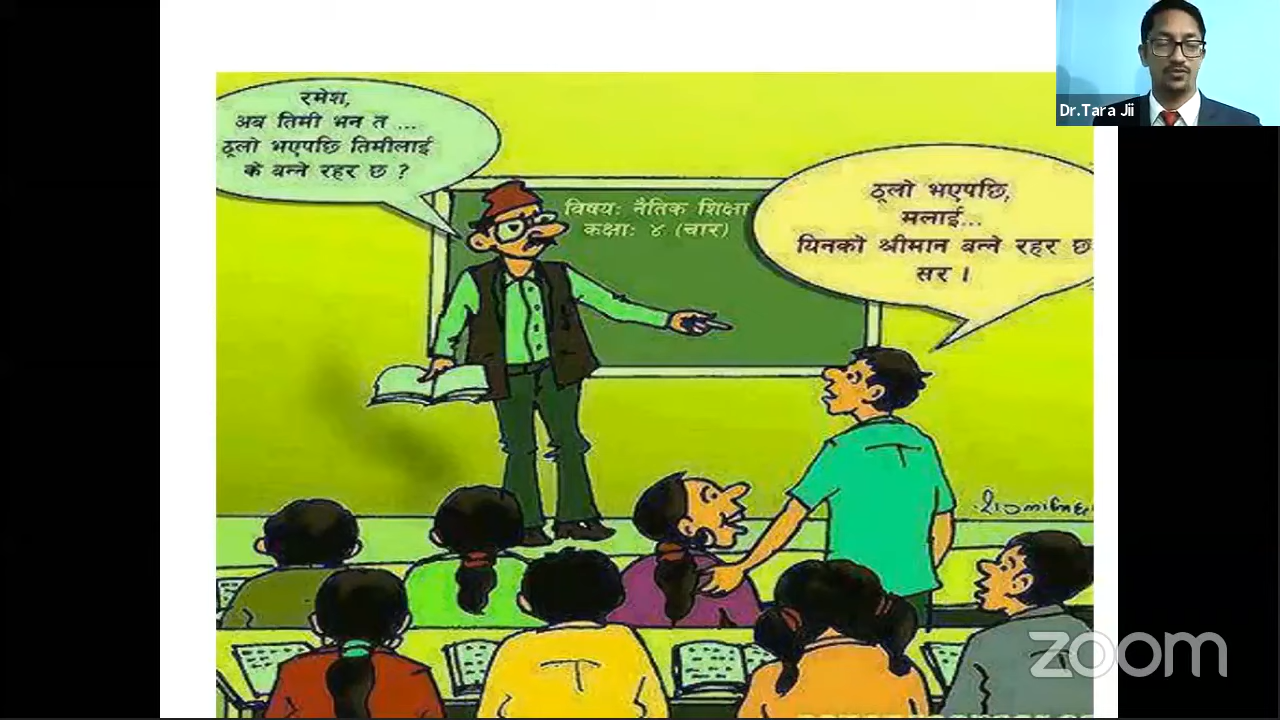 रमेश,
अब तिमी भन त ...
ठूलो भएपछि तिमीलाई
के बन्ने रहर छ ?
विषय: नैतिक शिक्षा
कक्षा: ४ (चार)
ठूलो भएपछि,
मलाई...
यिनको श्रीमान बन्ने रहर छ
सर ।
Dr.Tara Jii
zoom